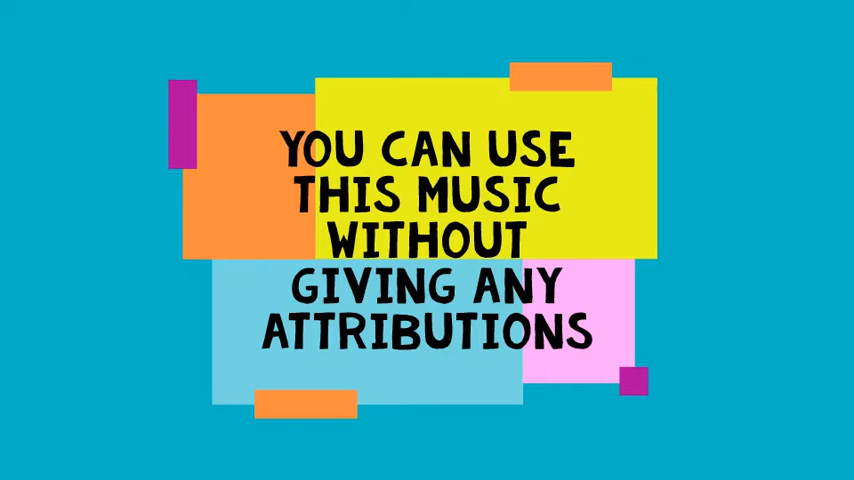 YOU CAN USE
THIS MUSIC
WITHOUT
GIVING ANY
ATTRIBUTIONS